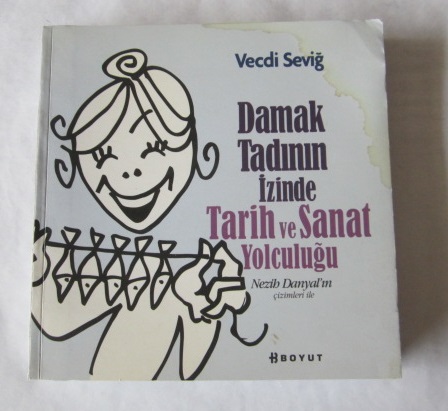 Vecdi Seviğ
Damak
Tadının
İzinde
Tarih ve Sanat
Yolculuğu
Nezih Danyal'ın
çizimleri ile
BOYUT